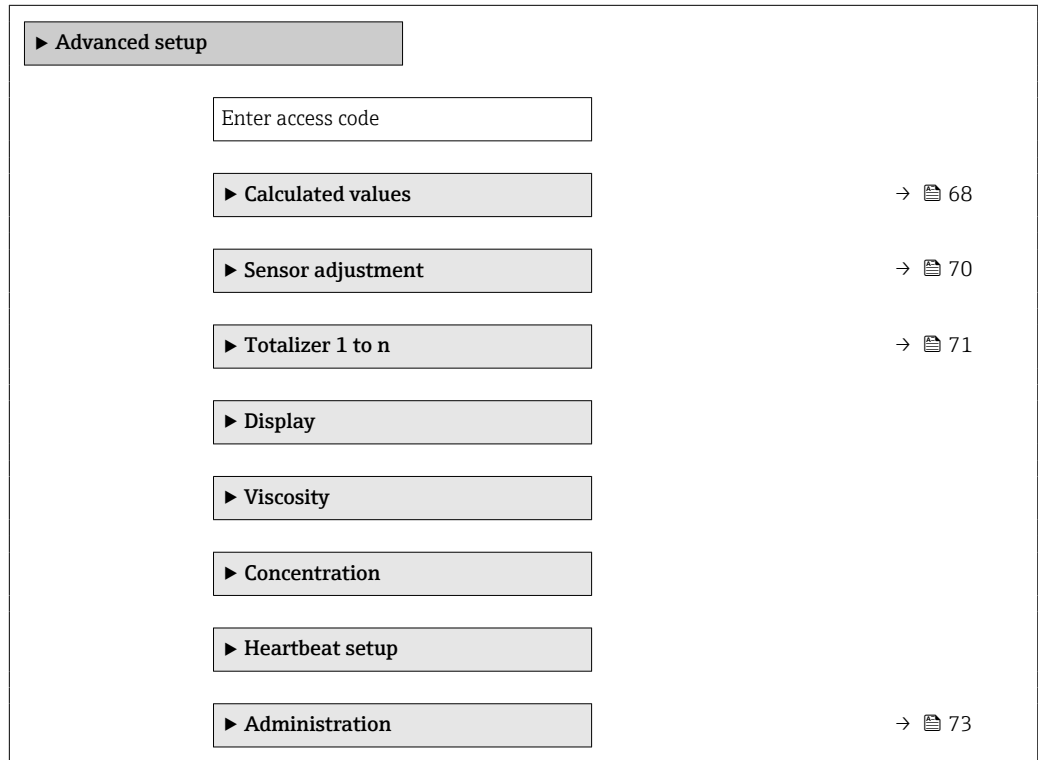 ▶ Advanced setup
Enter access code
▶ Calculated values → 68
▶ Sensor adjustment → 70
▶ Totalizer 1 to n → 71
▶ Display
▶ Viscosity
▶ Concentration
▶ Heartbeat setup
▶ Administration → 73